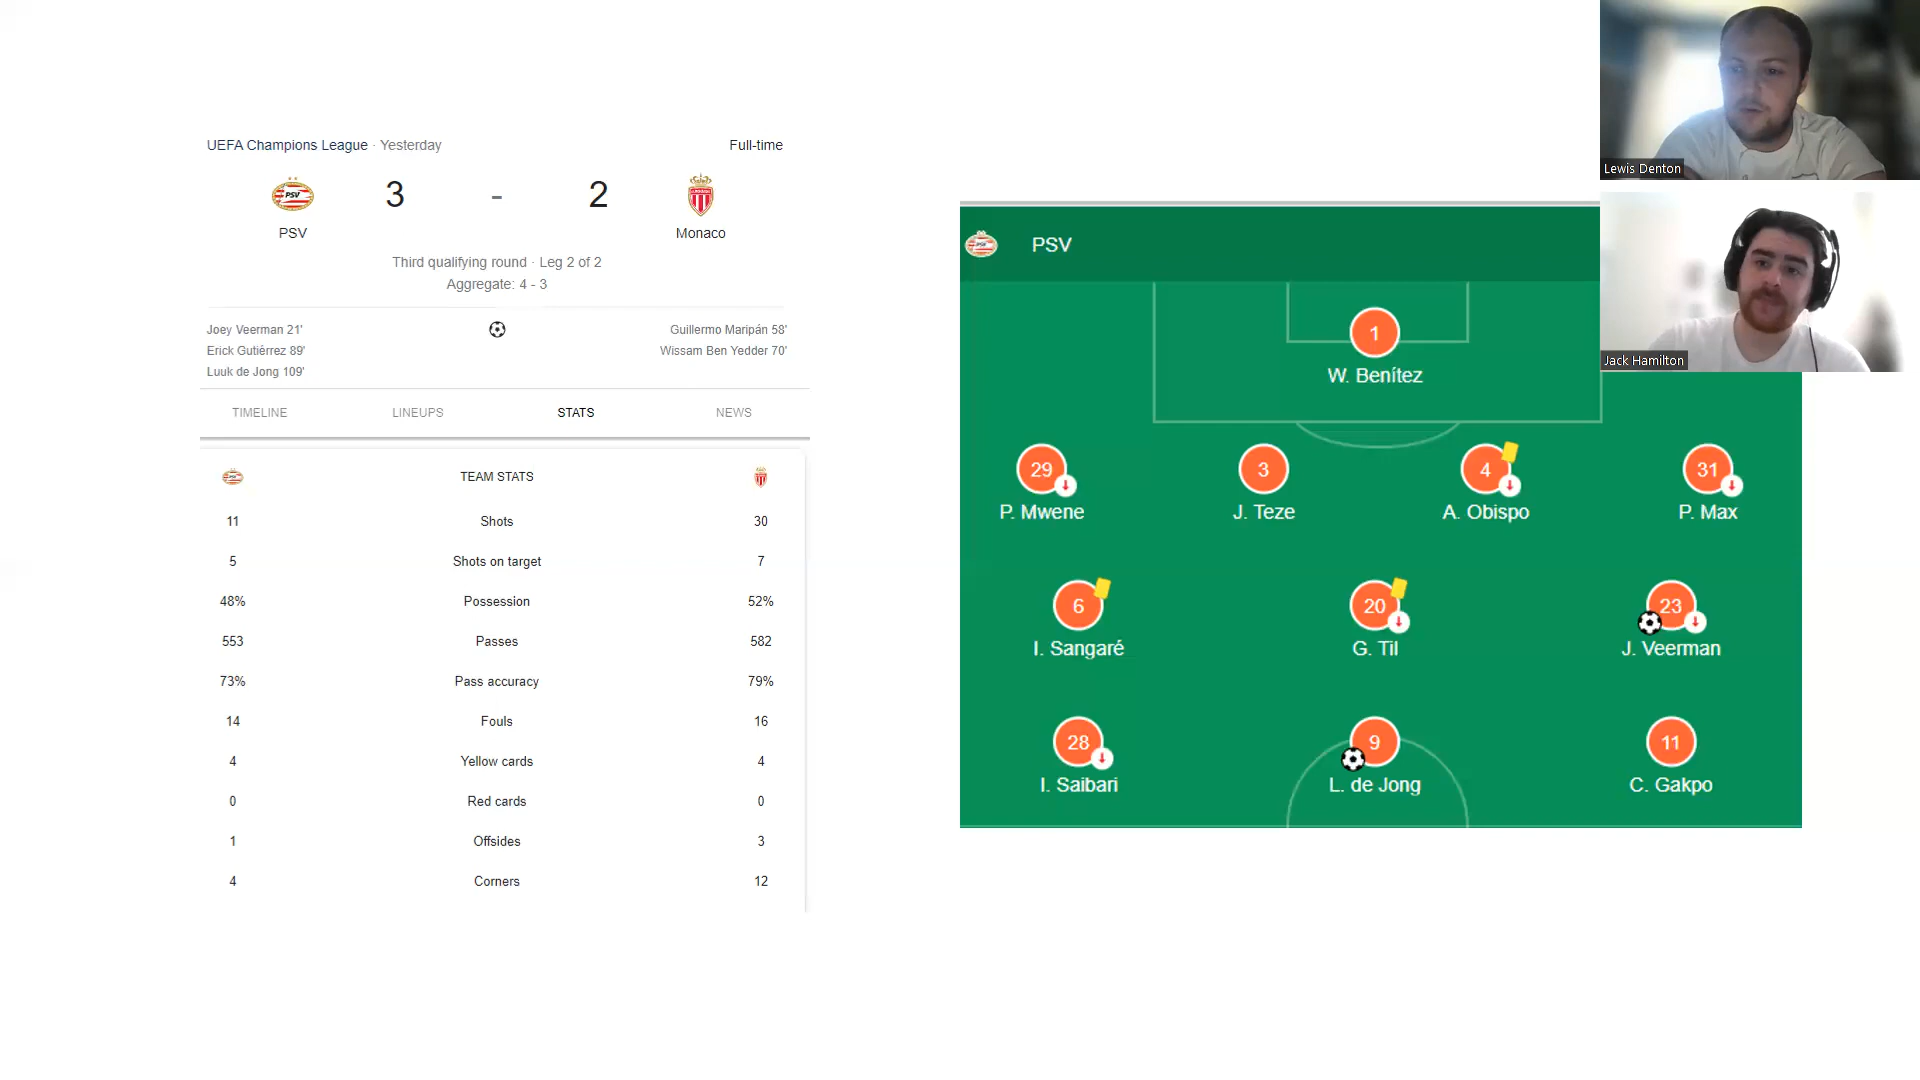 UEFA Champions League · Yesterday
Full-time
3 - 2
PSV
Monaco
Third qualifying round · Leg 2 of 2
Aggregate: 4 - 3
Joey Veerman 21'
Guillermo Maripán 58'
Erick Gutiérrez 89'
Wissam Ben Yedder 70'
Luuk de Jong 109'
TIMELINE LINEUPS STATS NEWS
TEAM STATS
11 Shots 30
5 Shots on target 7
48% Possession 52%
553 Passes 582
73% Pass accuracy 79%
14 Fouls 16
4 Yellow cards 4
0 Red cards 0
1 Offsides 3
4 Corners 12
PSV
1
W. Benítez
29 3 4 31
P. Mwene J. Teze A. Obispo P. Max
6 20 23
I. Sangaré G. Til J. Veerman
28 9 11
I. Saibari L. de Jong C. Gakpo
Lewis Denton
Jack Hamilton